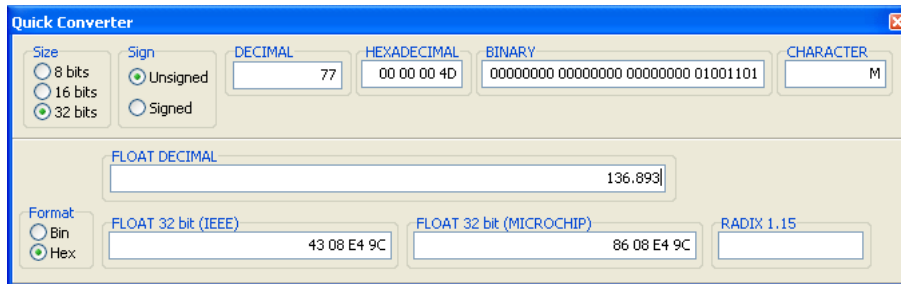 Quick Converter
Size
8 bits
16 bits
32 bits
Sign
Unsigned
Signed
DECIMAL
77
HEXADECIMAL
00 00 00 4D
BINARY
00000000 00000000 00000000 01001101
CHARACTER
M
FLOAT DECIMAL
136.893
Format
Bin
Hex
FLOAT 32 bit (IEEE)
43 08 E4 9C
FLOAT 32 bit (MICROCHIP)
86 08 E4 9C
RADIX 1.15